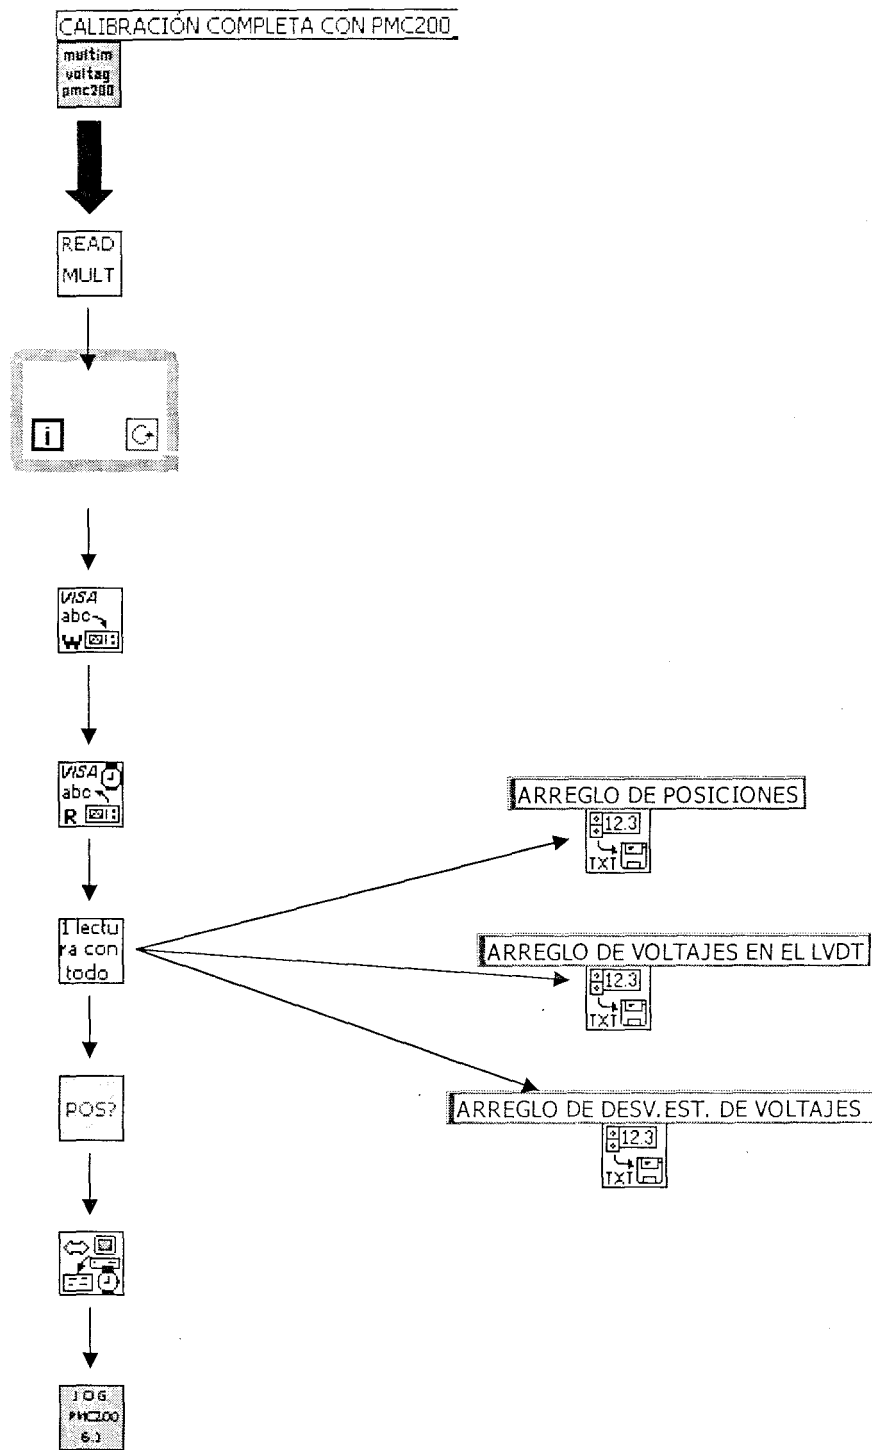 CALIBRACIÓN COMPLETA CON PMC200
multim
voltag
pmc200
READ
MULT
i
VISA
abc
W
VISA
abc
R
ARREGLO DE POSICIONES
12.3
TXT
1 lectu
ra con
todo
ARREGLO DE VOLTAJES EN EL LVDT
12.3
TXT
POS?
ARREGLO DE DESV.EST. DE VOLTAJES
12.3
TXT
JOG
PMC200